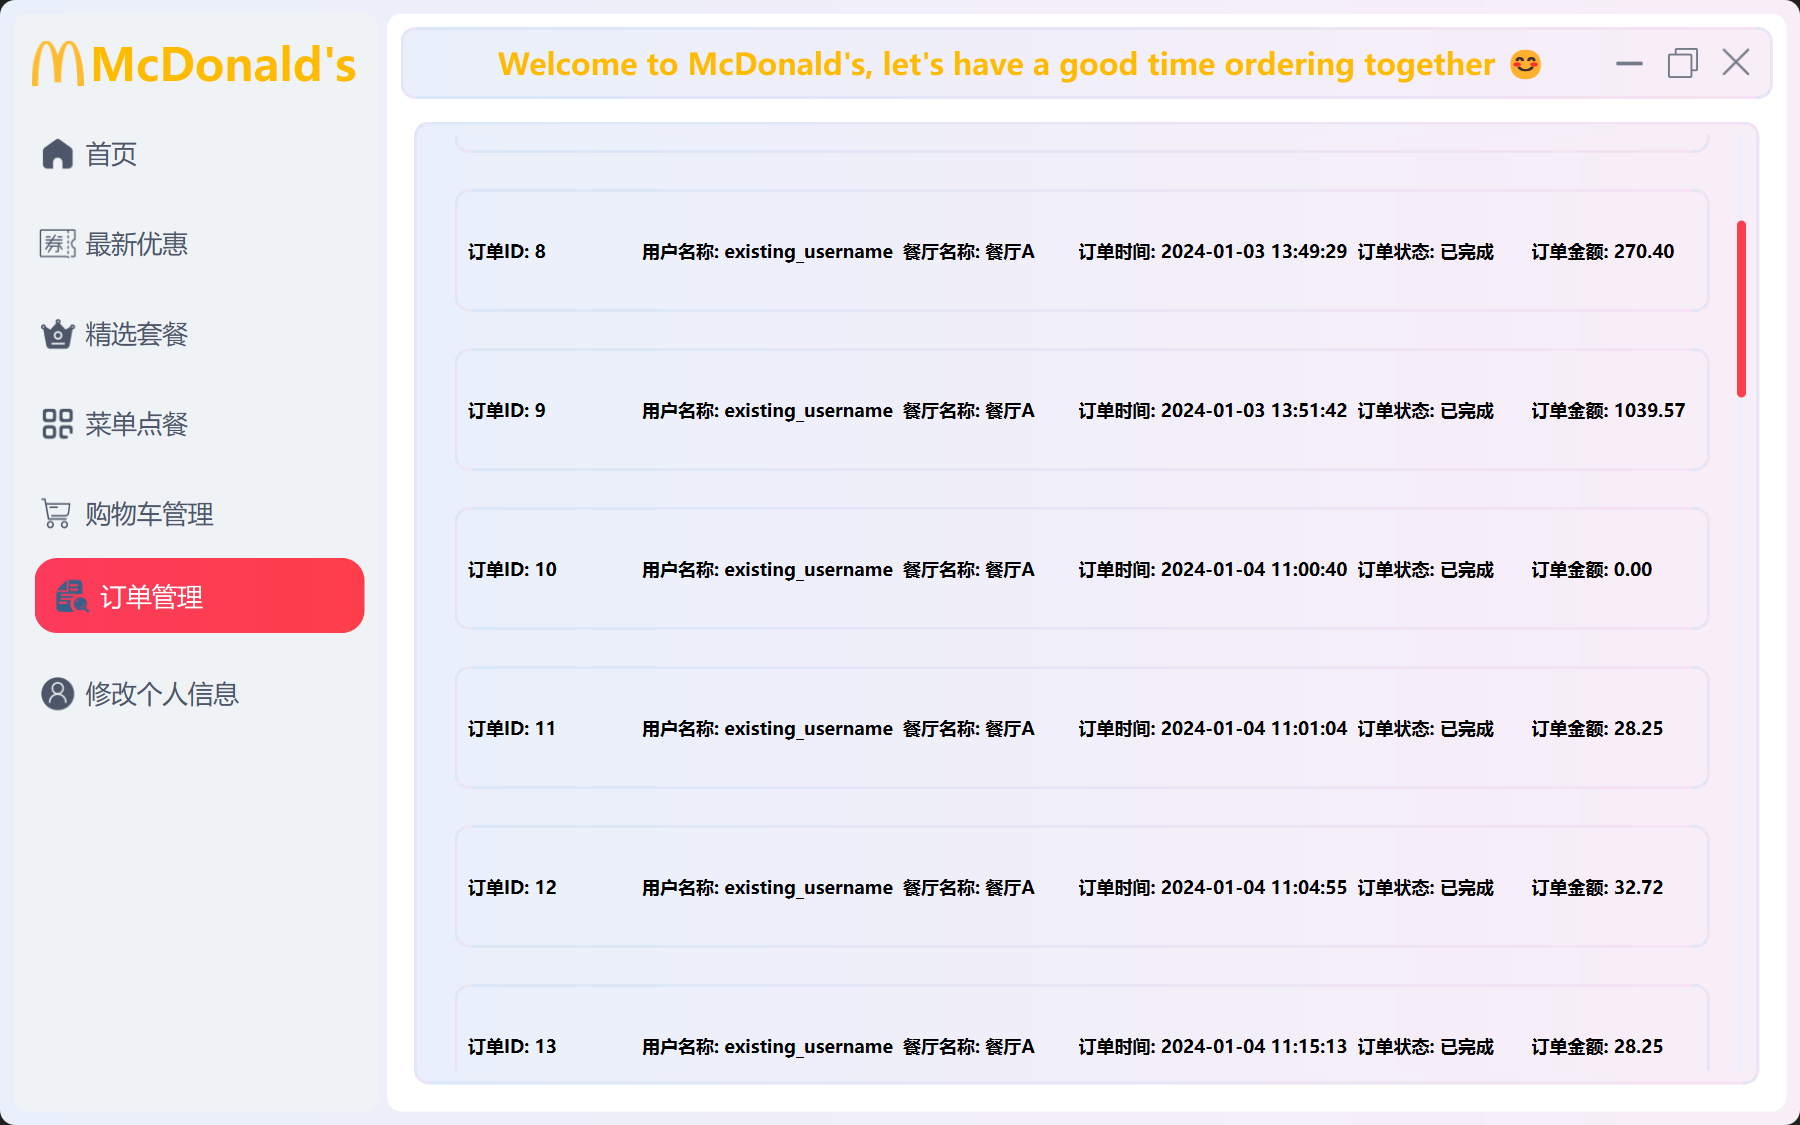 McDonald's
首页
最新优惠
精选套餐
菜单点餐
购物车管理
订单管理
修改个人信息
Welcome to McDonald's, let's have a good time ordering together 😊
订单ID: 8 用户名称: existing_username 餐厅名称: 餐厅A 订单时间: 2024-01-03 13:49:29 订单状态: 已完成 订单金额: 270.40
订单ID: 9 用户名称: existing_username 餐厅名称: 餐厅A 订单时间: 2024-01-03 13:51:42 订单状态: 已完成 订单金额: 1039.57
订单ID: 10 用户名称: existing_username 餐厅名称: 餐厅A 订单时间: 2024-01-04 11:00:40 订单状态: 已完成 订单金额: 0.00
订单ID: 11 用户名称: existing_username 餐厅名称: 餐厅A 订单时间: 2024-01-04 11:01:04 订单状态: 已完成 订单金额: 28.25
订单ID: 12 用户名称: existing_username 餐厅名称: 餐厅A 订单时间: 2024-01-04 11:04:55 订单状态: 已完成 订单金额: 32.72
订单ID: 13 用户名称: existing_username 餐厅名称: 餐厅A 订单时间: 2024-01-04 11:15:13 订单状态: 已完成 订单金额: 28.25